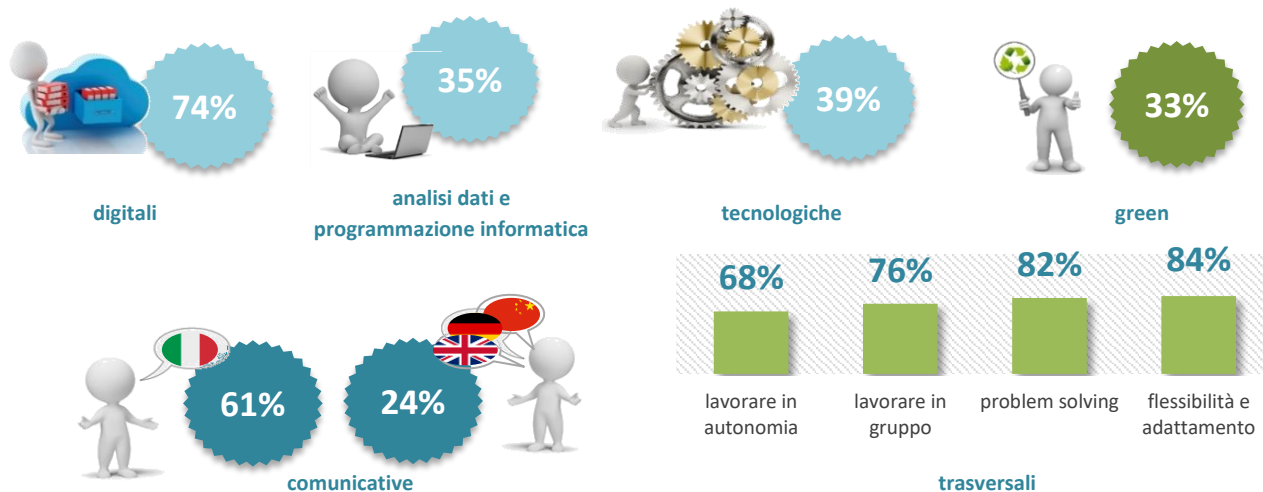 74%
35%
39%
33%
digitali
analisi dati e
programmazione informatica
tecnologiche
green
61%
24%
comunicative
68%
76%
82%
84%
lavorare in
autonomia
lavorare in
gruppo
problem solving
flessibilità e
adattamento
trasversali